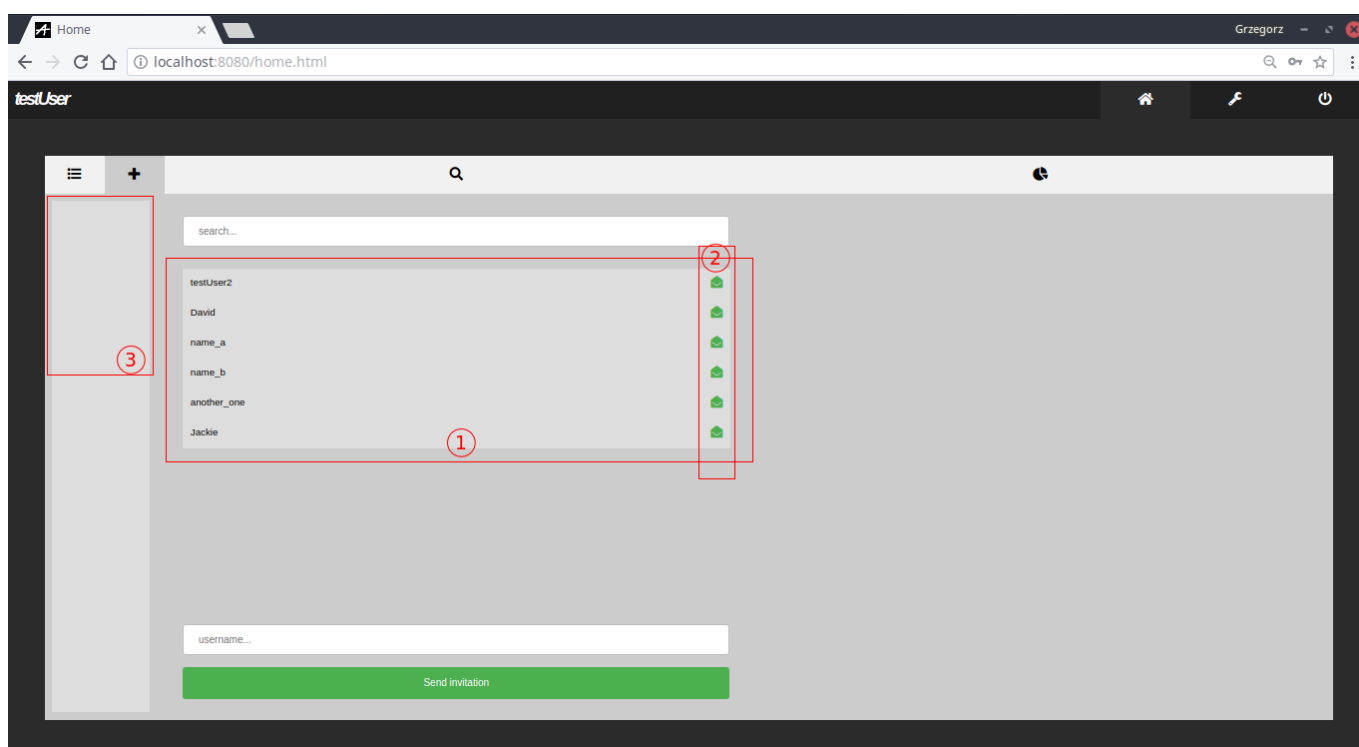 Home
Grzegorz
localhost:8080/home.html
testUser
search...
2
testUser2
David
name_a
3
name_b
another_one
Jackie
1
username...
Send invitation